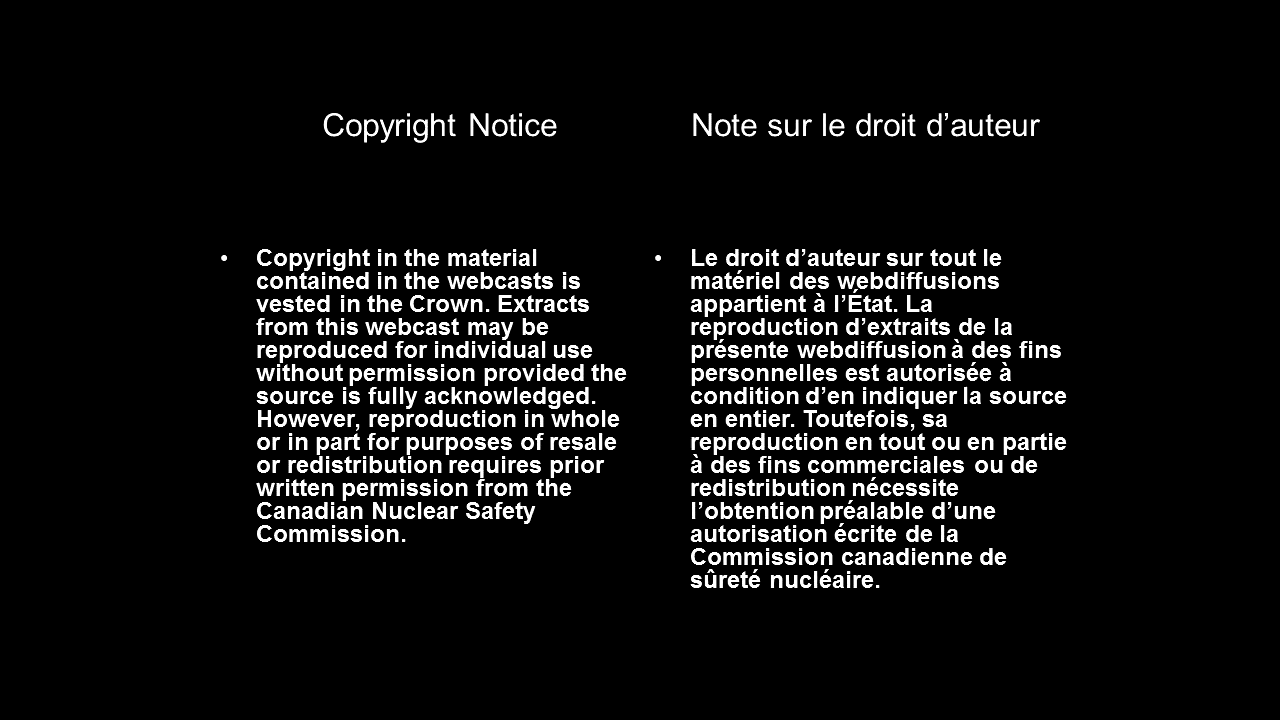 Copyright Notice
Note sur le droit d’auteur
• Copyright in the material
contained in the webcasts is
vested in the Crown. Extracts
from this webcast may be
reproduced for individual use
without permission provided the
source is fully acknowledged.
However, reproduction in whole
or in part for purposes of resale
or redistribution requires prior
written permission from the
Canadian Nuclear Safety
Commission.
• Le droit d’auteur sur tout le
matériel des webdiffusions
appartient à l’État. La
reproduction d’extraits de la
présente webdiffusion à des fins
personnelles est autorisée à
condition d’en indiquer la source
en entier. Toutefois, sa
reproduction en tout ou en partie
à des fins commerciales ou de
redistribution nécessite
l’obtention préalable d’une
autorisation écrite de la
Commission canadienne de
sûreté nucléaire.